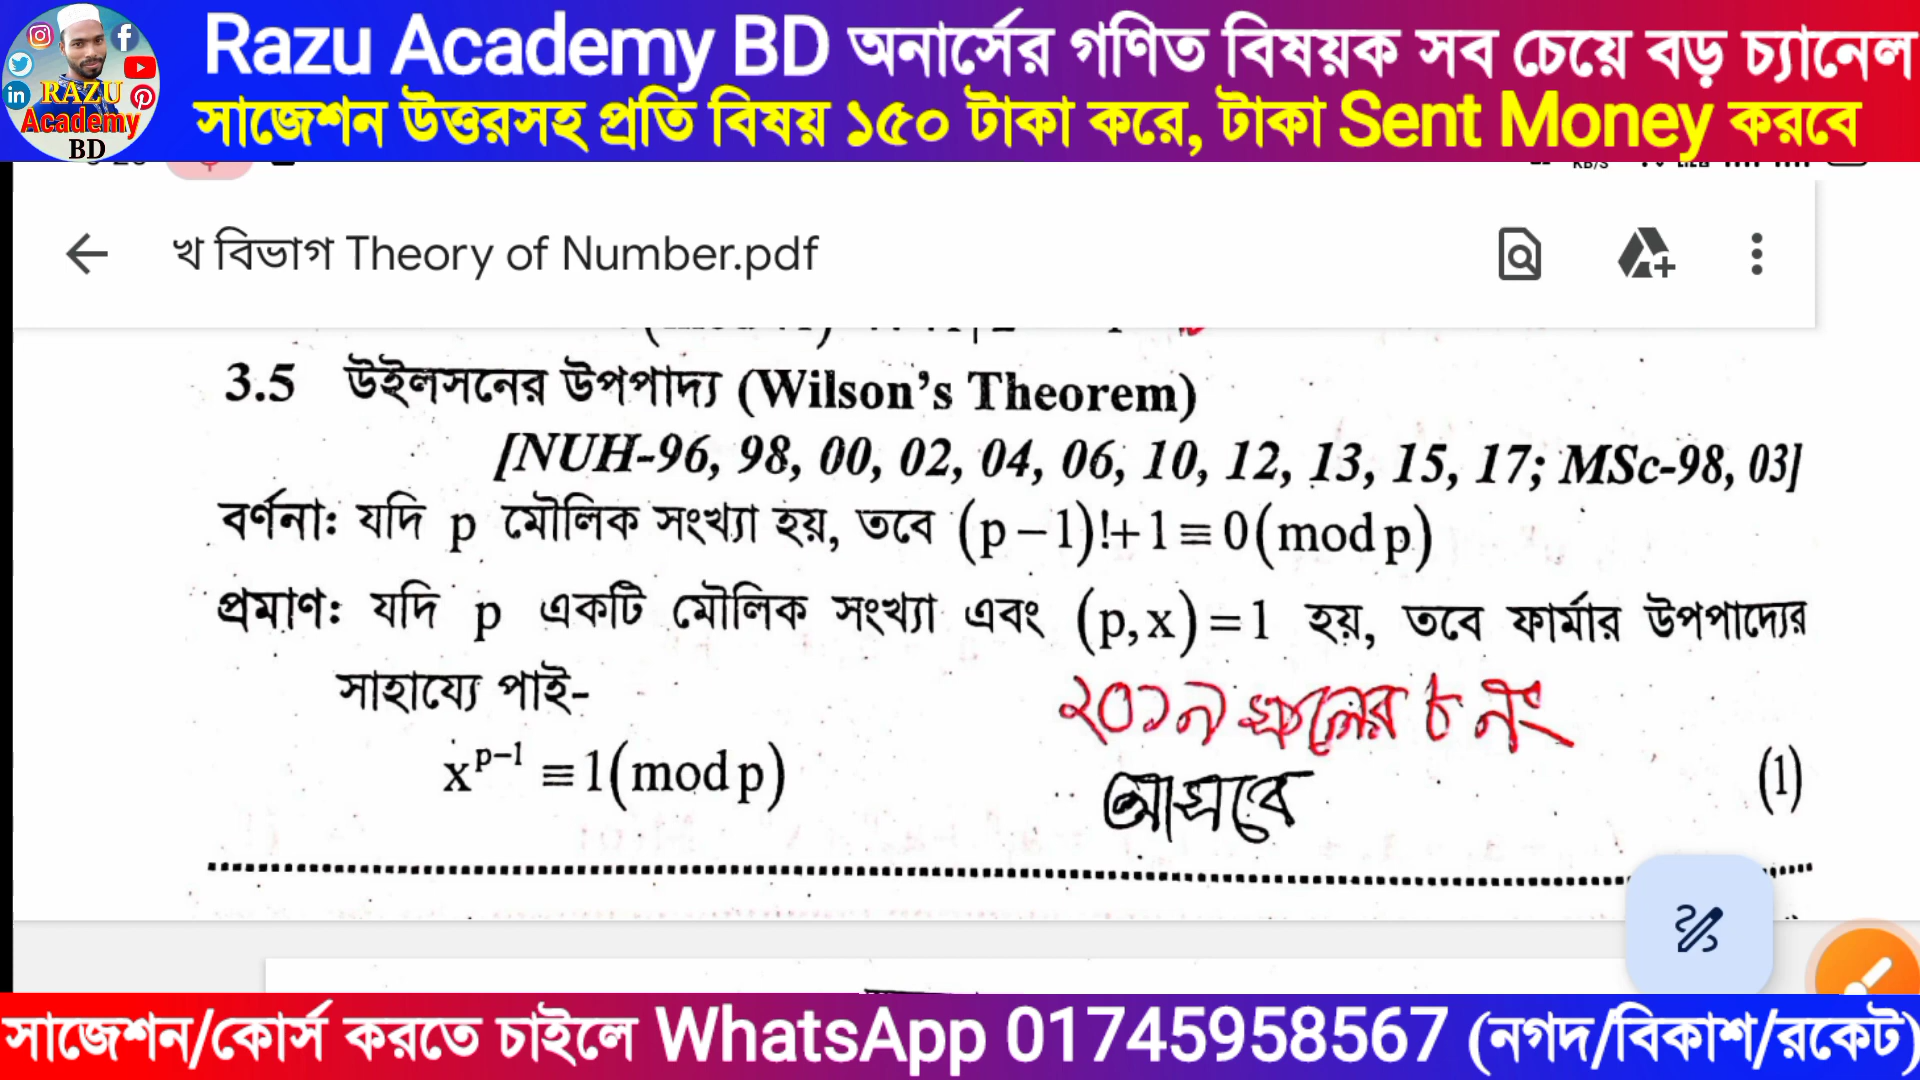 Razu Academy BD অনার্সের গণিত বিষয়ক সব চেয়ে বড় চ্যানেল
সাজেশন উত্তরসহ প্রতি বিষয় ১৫০ টাকা করে, টাকা Sent Money করবে
RAZU
Academy
BD
KB/S
খ বিভাগ Theory of Number.pdf
3.5 উইলসনের উপপাদ্য (Wilson's Theorem)
[NUH-96, 98, 00, 02, 04, 06, 10, 12, 13, 15, 17; MSc-98, 03]
বর্ণনা: যদি p মৌলিক সংখ্যা হয়, তবে (p−1)!+1≡0(mod p)
প্রমাণ: যদি p একটি মৌলিক সংখ্যা এবং (p,x)=1 হয়, তবে ফার্মার উপপাদ্যের
সাহায্যে পাই-
২০১৭ সালের ৮ নং
x^{p−1} ≡1(mod p) (1)
আসবে
সাজেশন/কোর্স করতে চাইলে WhatsApp 01745958567 (নগদ/বিকাশ/রকেট)